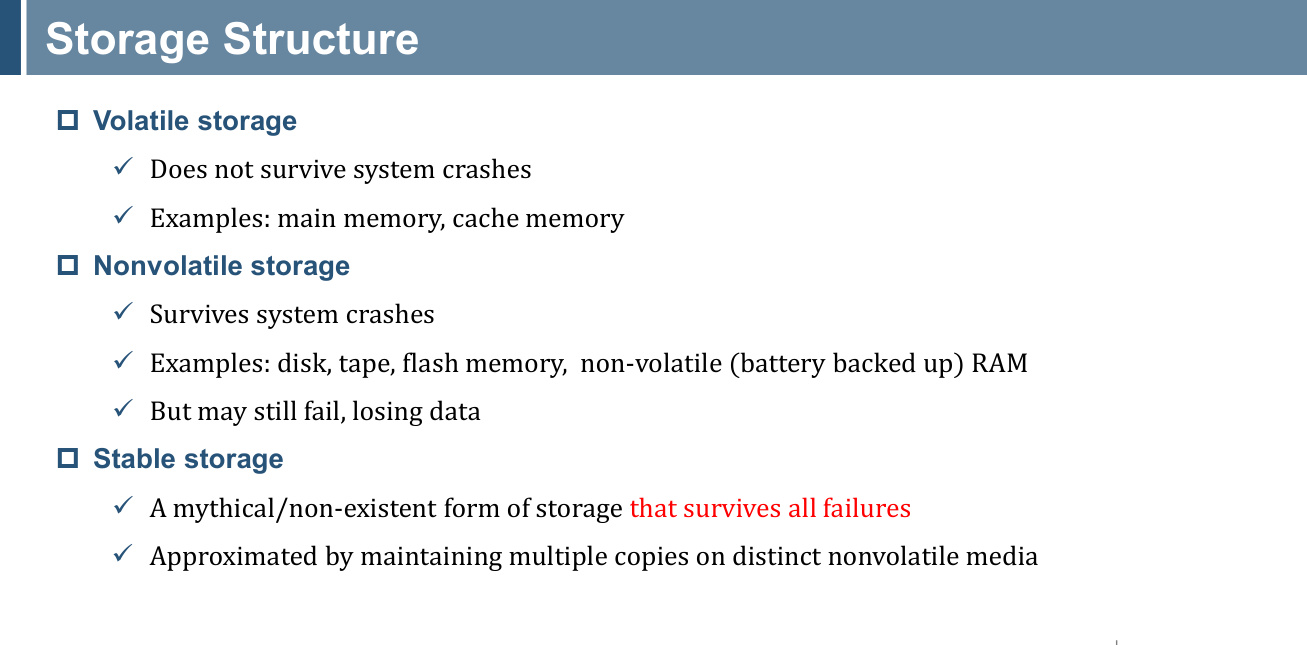 Storage Structure
Volatile storage
Does not survive system crashes
Examples: main memory, cache memory
Nonvolatile storage
Survives system crashes
Examples: disk, tape, flash memory,  non-volatile (battery backed up) RAM
But may still fail, losing data
Stable storage
A mythical/non-existent form of storage that survives all failures
Approximated by maintaining multiple copies on distinct nonvolatile media